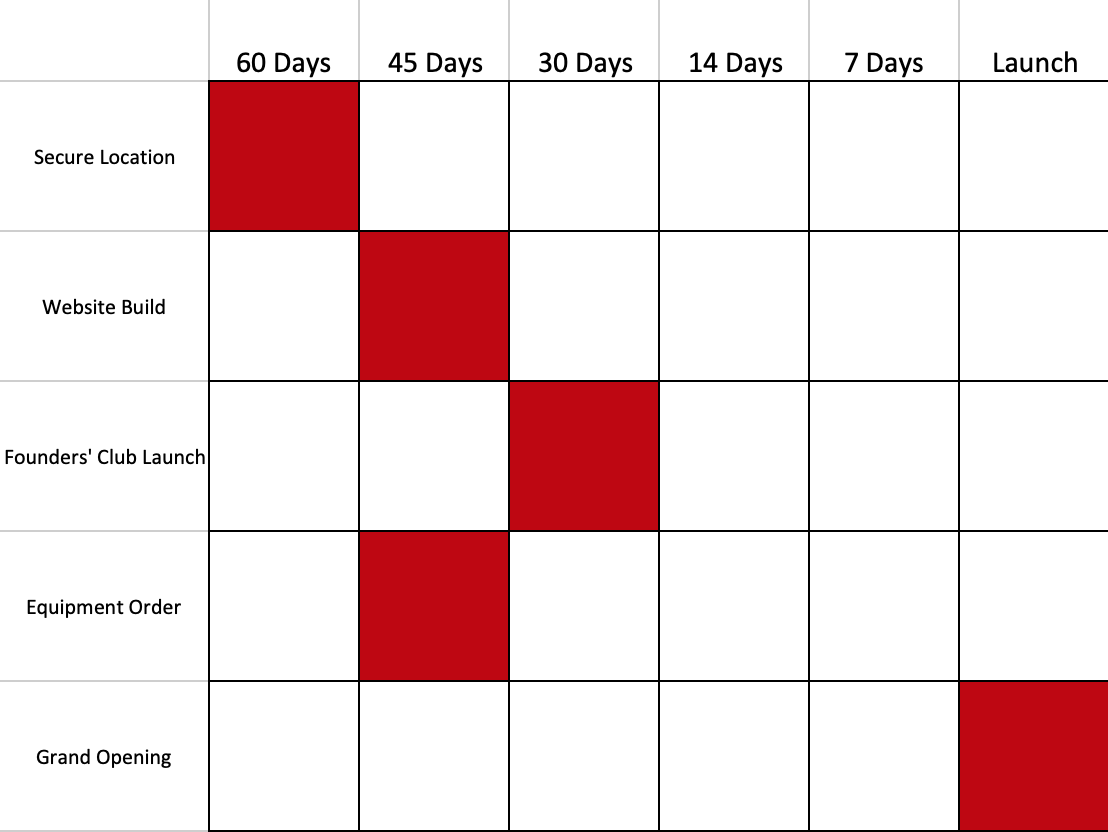 60 Days 45 Days 30 Days 14 Days 7 Days Launch
Secure Location
Website Build
Founders' Club Launch
Equipment Order
Grand Opening